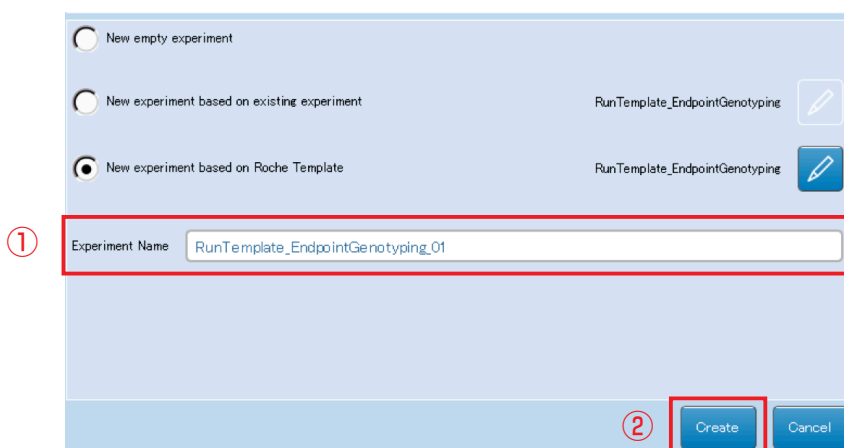 New empty experiment
New experiment based on existing experiment RunTemplate_EndpointGenotyping
New experiment based on Roche Template RunTemplate_EndpointGenotyping
① Experiment Name RunTemplate_EndpointGenotyping_01
② Create Cancel